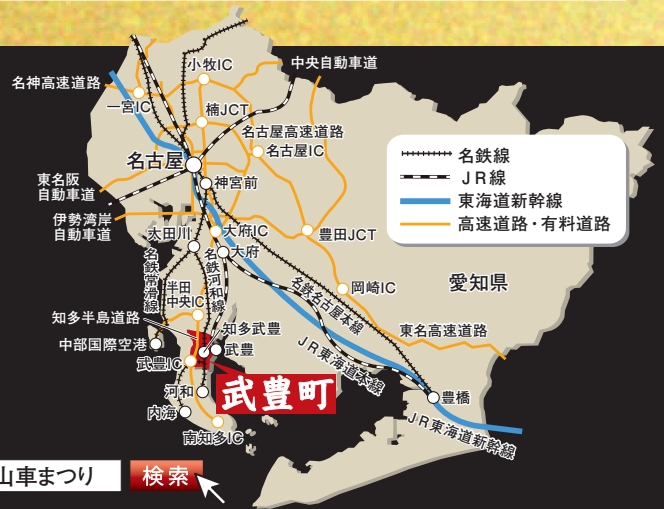 小牧IC
中央自動車道
名神高速道路
一宮IC
楠JCT
名古屋高速道路
名古屋IC
名古屋
神宮前
東名阪
自動車道
伊勢湾岸
自動車道
太田川
大府IC
大府
豊田JCT
名鉄常滑線
名鉄河和線
半田
中央IC
岡崎IC
名鉄名古屋本線
愛知県
知多半島道路
知多武豊
武豊
中部国際空港
武豊IC
武豊町
東名高速道路
JR東海道本線
河和
内海
南知多IC
豊橋
JR東海道新幹線
名鉄線
JR線
東海道新幹線
高速道路・有料道路
山車まつり
検索